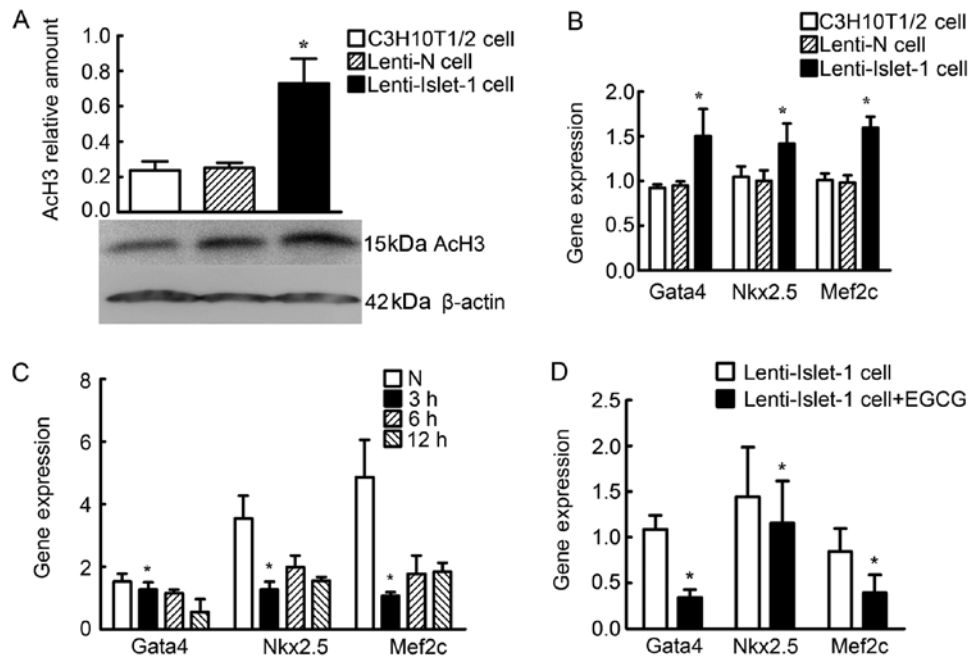 A
C3H10T1/2 cell
Lenti-N cell
Lenti-Islet-1 cell
AcH3 relative amount
1.0
0.8
0.6
0.4
0.2
0.0
*
15kDa AcH3
42kDa β-actin
B
C3H10T1/2 cell
Lenti-N cell
Lenti-Islet-1 cell
Gene expression
2.0
1.5
1.0
0.5
0.0
* * *
Gata4 Nkx2.5 Mef2c
C
N
3 h
6 h
12 h
Gene expression
8
6
4
2
0
* * *
Gata4 Nkx2.5 Mef2c
D
Lenti-Islet-1 cell
Lenti-Islet-1 cell+EGCG
Gene expression
2.5
2.0
1.5
1.0
0.5
0.0
* * *
Gata4 Nkx2.5 Mef2c